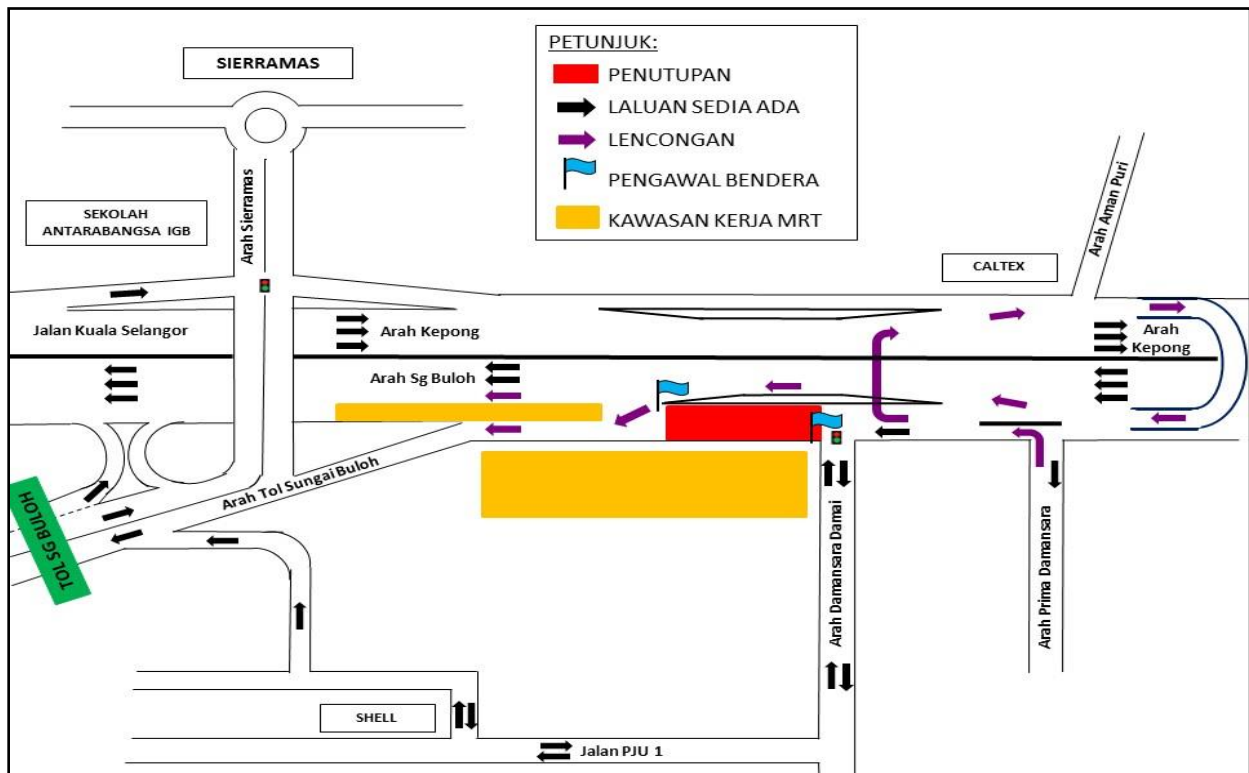 SIERRAMAS
PETUNJUK:
PENUTUPAN
LALUAN SEDIA ADA
LENCONGAN
PENGAWAL BENDERA
KAWASAN KERJA MRT
SEKOLAH
ANTARABANGSA IGB
Arah Sierramas
Arah Aman Puri
CALTEX
Jalan Kuala Selangor
Arah Kepong
Arah
Kepong
Arah Sg Buloh
Arah Tol Sungai Buloh
TOL SG BULOH
Arah Damansara Damai
Arah Prima Damansara
SHELL
Jalan PJU 1